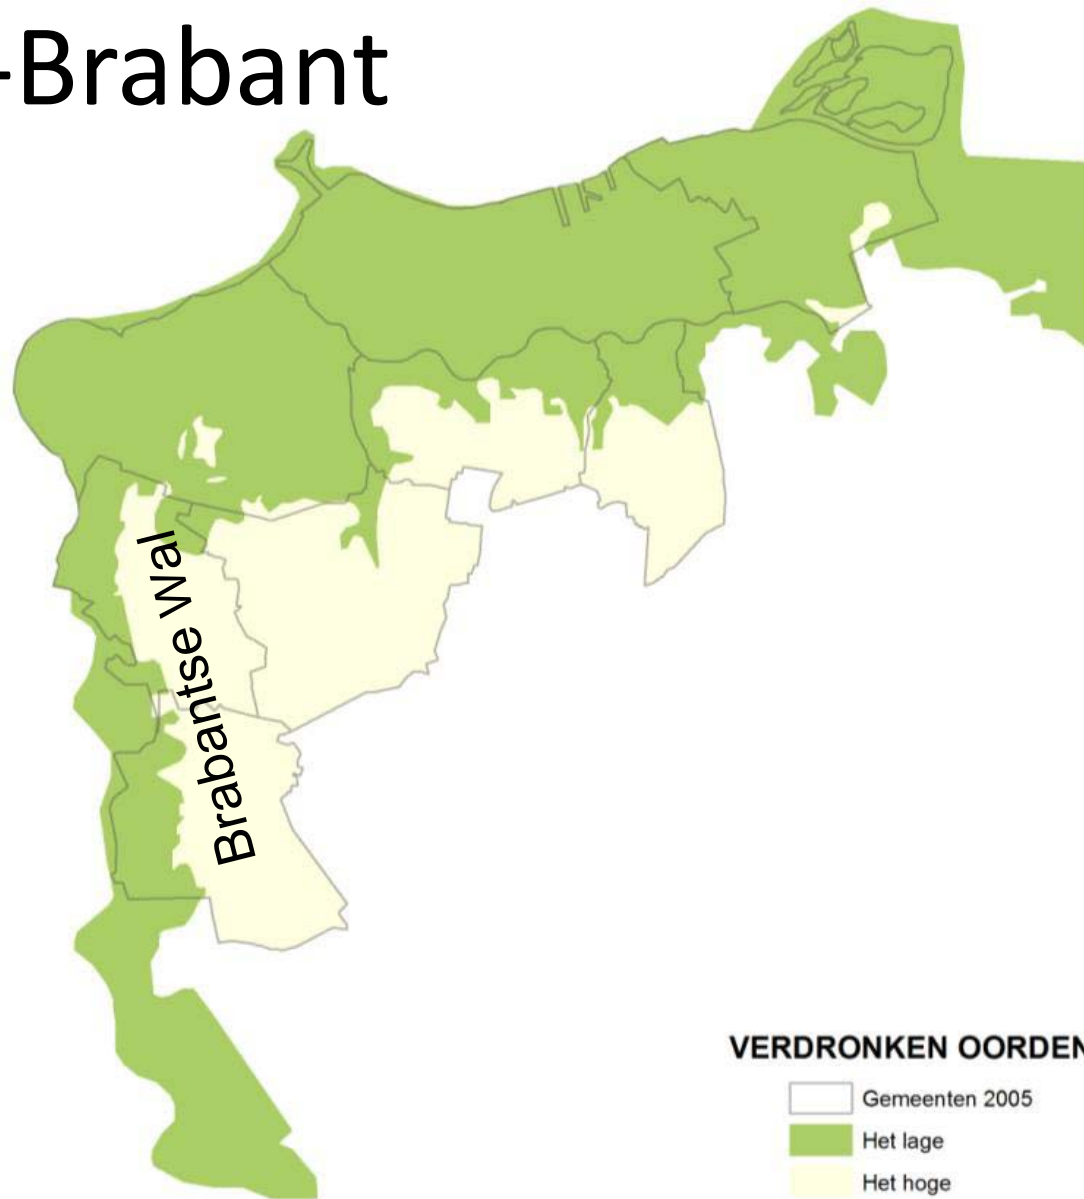 -Brabant
Brabantse Wal
VERDRONKEN OORDEN
Gemeenten 2005
Het lage
Het hoge